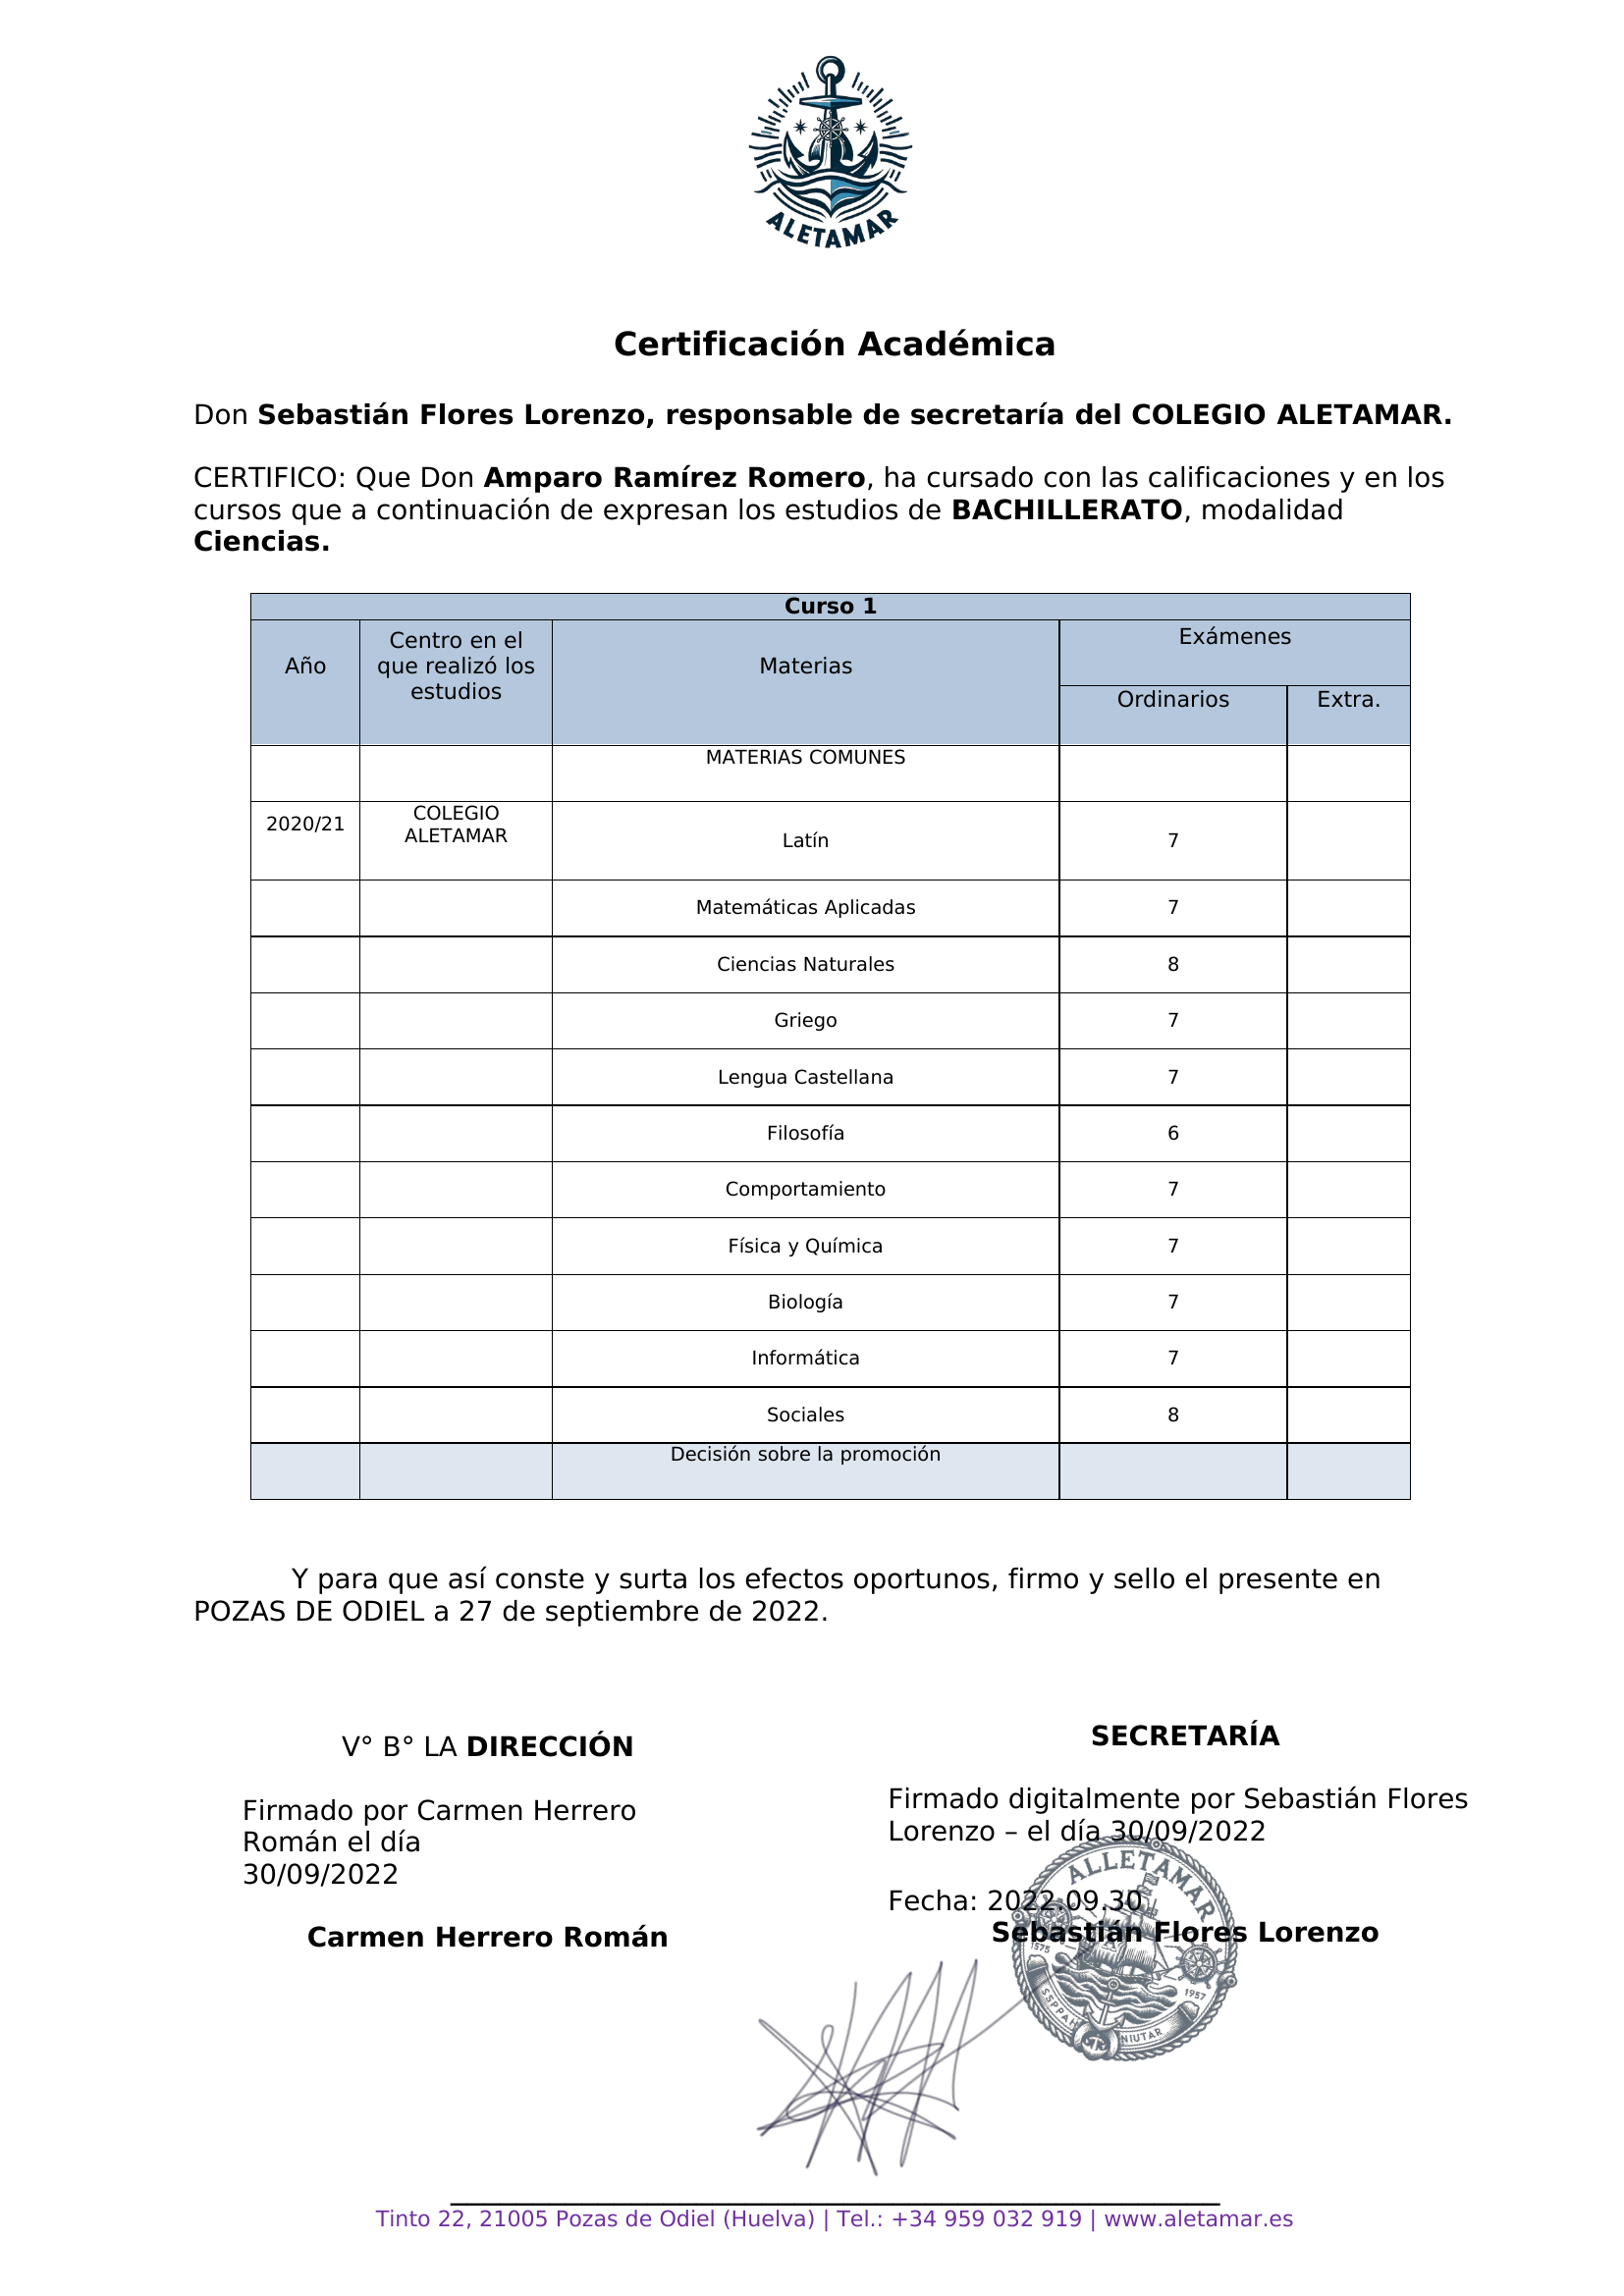 ALETAMAR
Certificación Académica
Don Sebastián Flores Lorenzo, responsable de secretaría del COLEGIO ALETAMAR.
CERTIFICO: Que Don Amparo Ramírez Romero, ha cursado con las calificaciones y en los
cursos que a continuación de expresan los estudios de BACHILLERATO, modalidad
Ciencias.
Curso 1
Año
Centro en el
que realizó los
estudios
Materias
Exámenes
Ordinarios Extra.
MATERIAS COMUNES
2020/21
COLEGIO
ALETAMAR
Latín 7
Matemáticas Aplicadas 7
Ciencias Naturales 8
Griego 7
Lengua Castellana 7
Filosofía 6
Comportamiento 7
Física y Química 7
Biología 7
Informática 7
Sociales 8
Decisión sobre la promoción
Y para que así conste y surta los efectos oportunos, firmo y sello el presente en
POZAS DE ODIEL a 27 de septiembre de 2022.
V° B° LA DIRECCIÓN
Firmado por Carmen Herrero
Román el día
30/09/2022
Carmen Herrero Román
SECRETARÍA
Firmado digitalmente por Sebastián Flores
Lorenzo – el día 30/09/2022
Fecha: 2022.09.30
Sebastián Flores Lorenzo
ALLETAMAR
1575
1957
NIUTAR
Tinto 22, 21005 Pozas de Odiel (Huelva) | Tel.: +34 959 032 919 | www.aletamar.es